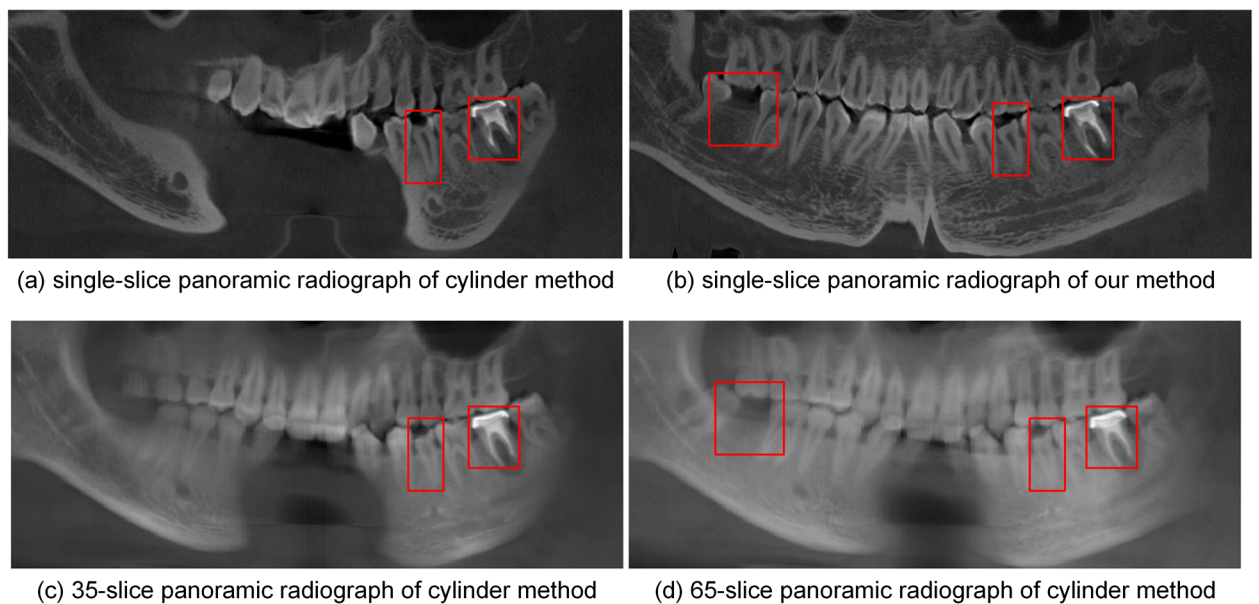 (a) single-slice panoramic radiograph of cylinder method
(b) single-slice panoramic radiograph of our method
(c) 35-slice panoramic radiograph of cylinder method
(d) 65-slice panoramic radiograph of cylinder method